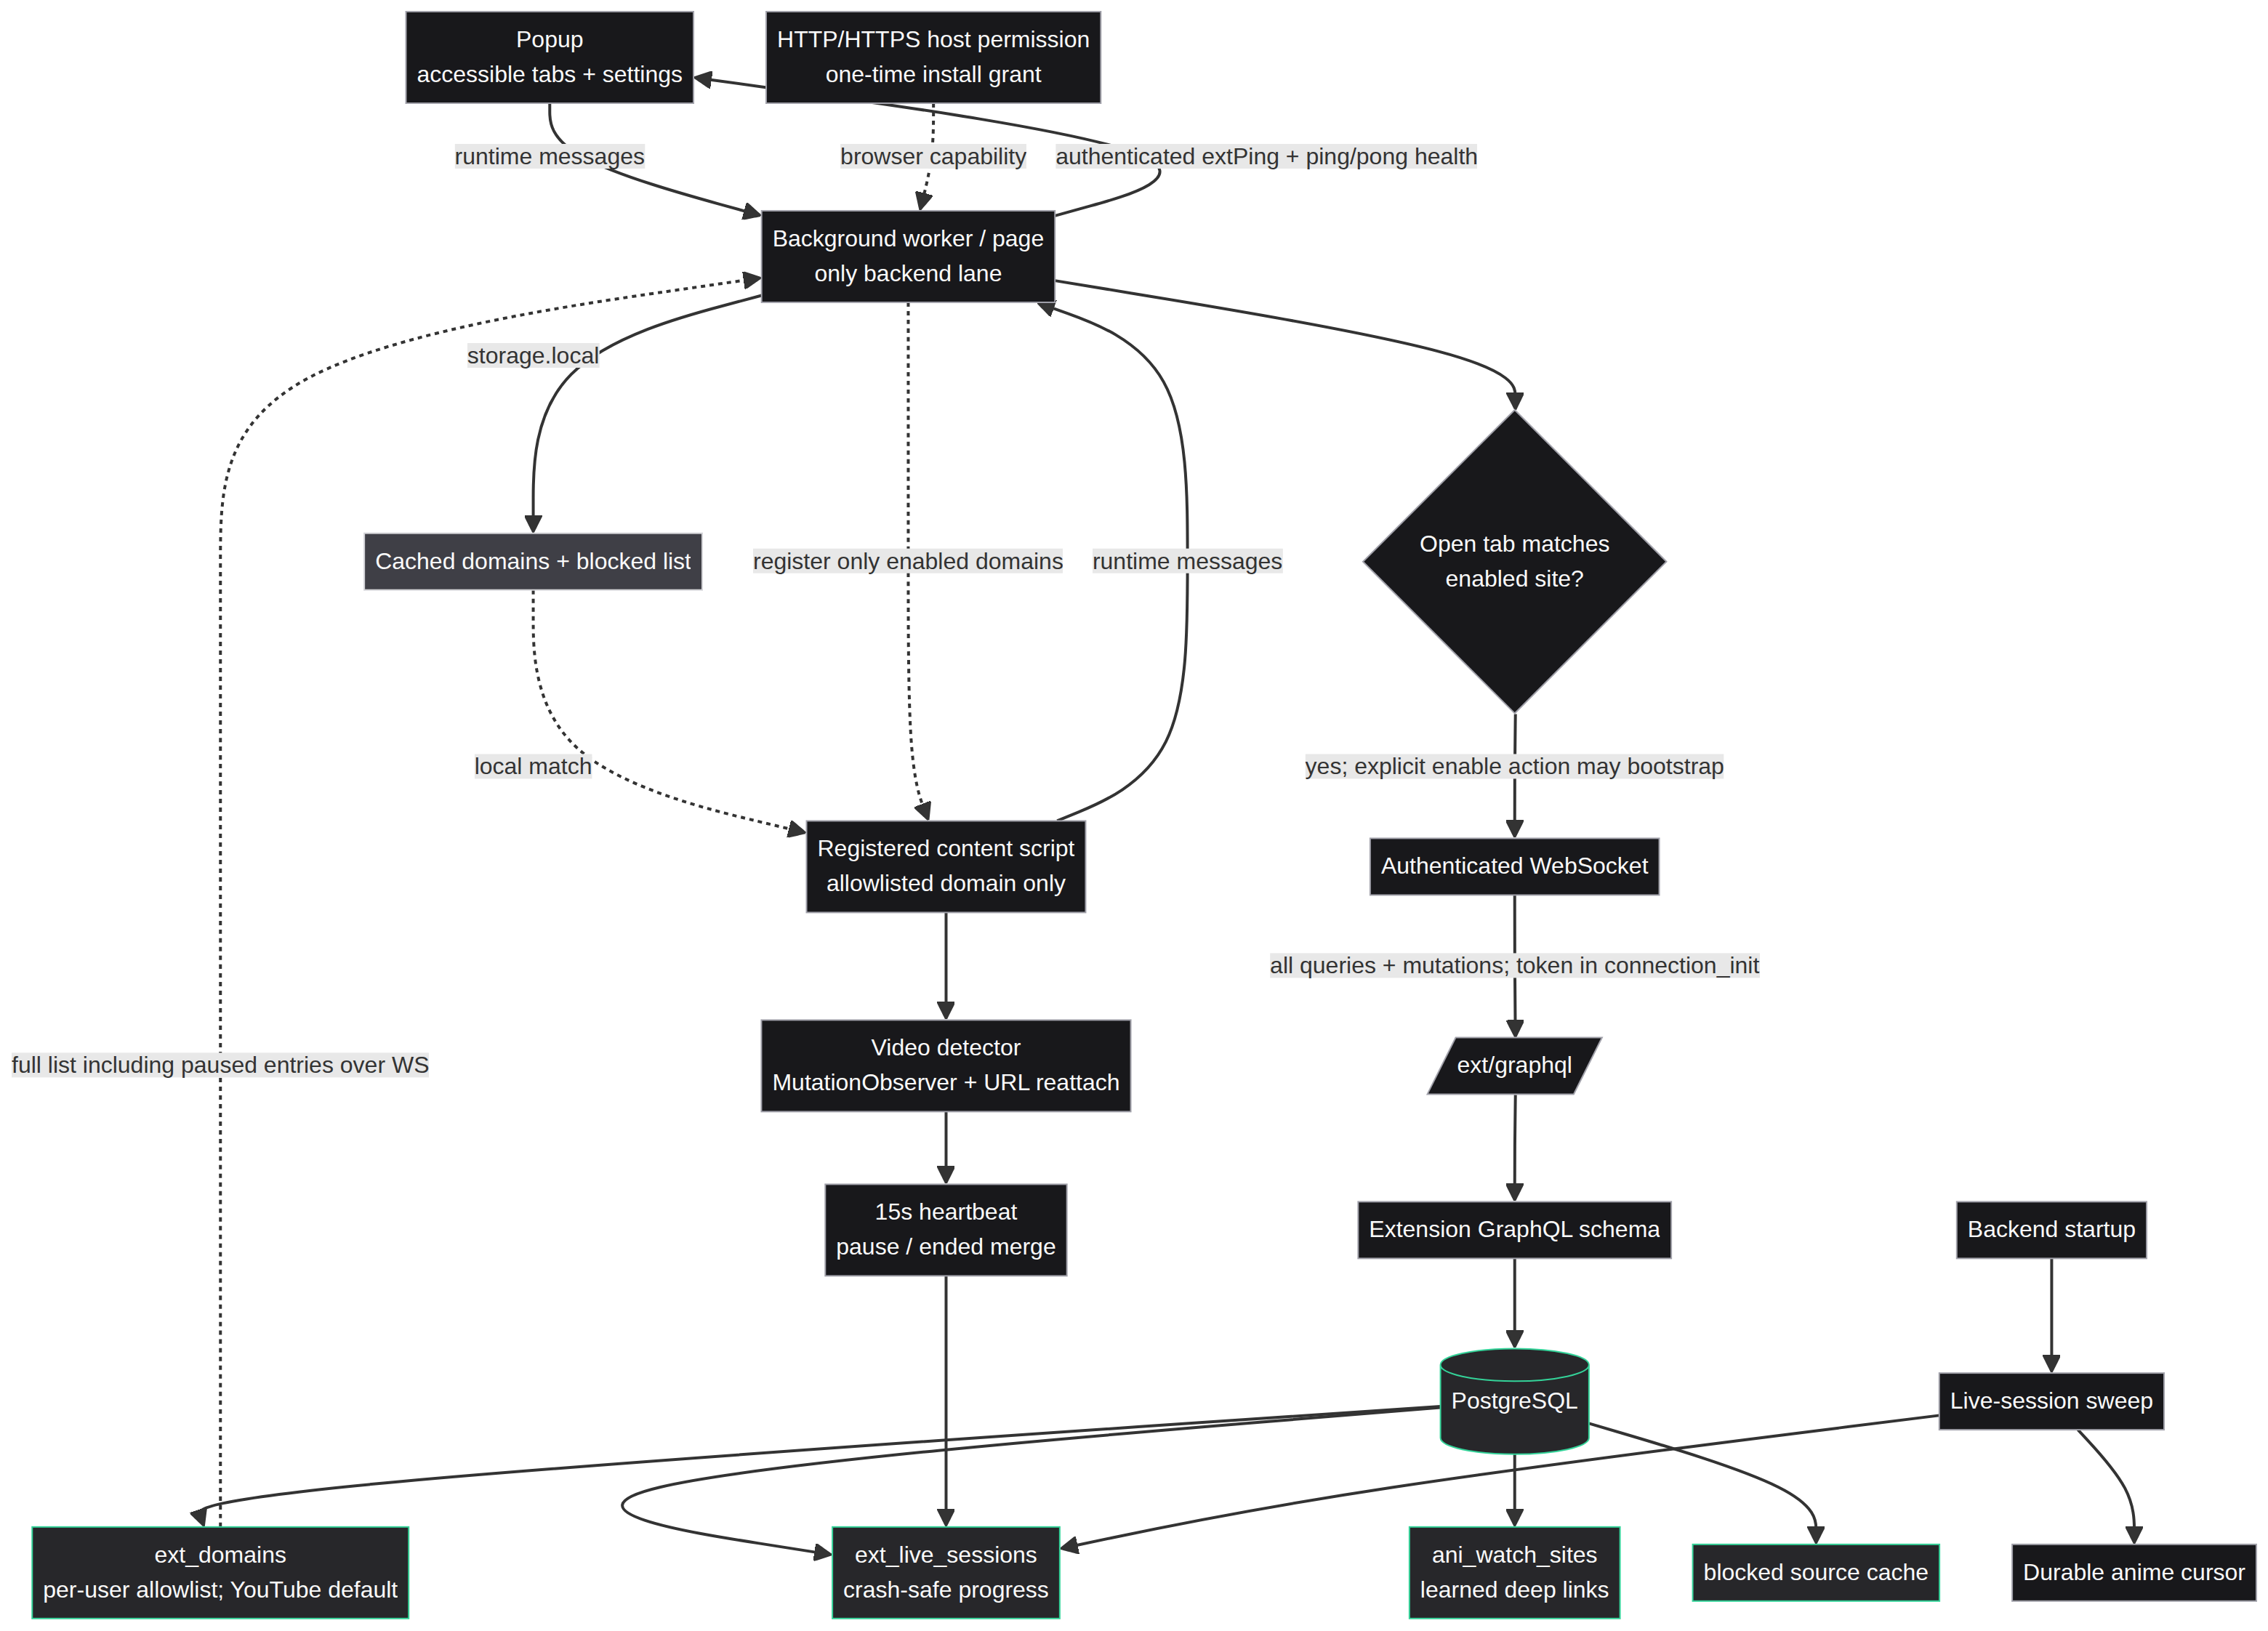 Popup
accessible tabs + settings
HTTP/HTTPS host permission
one-time install grant
runtime messages
browser capability
authenticated extPing + ping/pong health
Background worker / page
only backend lane
storage.local
Cached domains + blocked list
register only enabled domains
runtime messages
Open tab matches
enabled site?
local match
yes; explicit enable action may bootstrap
Registered content script
allowlisted domain only
Authenticated WebSocket
all queries + mutations; token in connection_init
full list including paused entries over WS
Video detector
MutationObserver + URL reattach
ext/graphql
15s heartbeat
pause / ended merge
Extension GraphQL schema
Backend startup
PostgreSQL
Live-session sweep
ext_domains
per-user allowlist; YouTube default
ext_live_sessions
crash-safe progress
ani_watch_sites
learned deep links
blocked source cache
Durable anime cursor